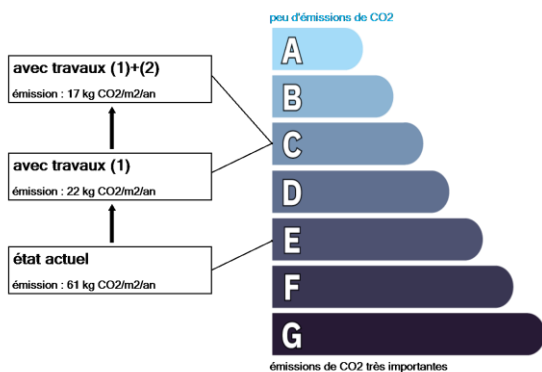 peu d'émissions de CO2
A
avec travaux (1)+(2)
émission : 17 kg CO2/m2/an
B
C
avec travaux (1)
émission : 22 kg CO2/m2/an
D
E
état actuel
émission : 61 kg CO2/m2/an
F
G
émissions de CO2 très importantes